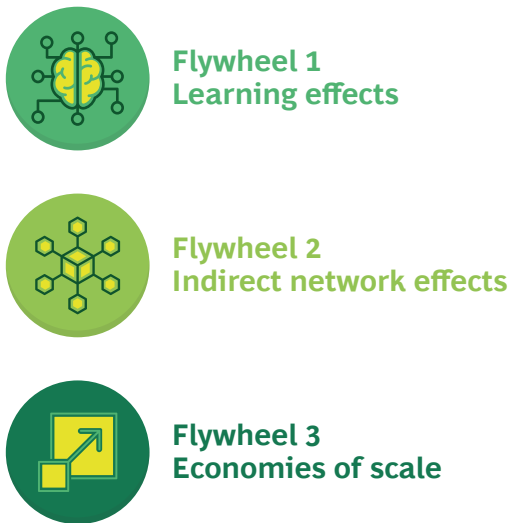 Flywheel 1
Learning effects
Flywheel 2
Indirect network effects
Flywheel 3
Economies of scale